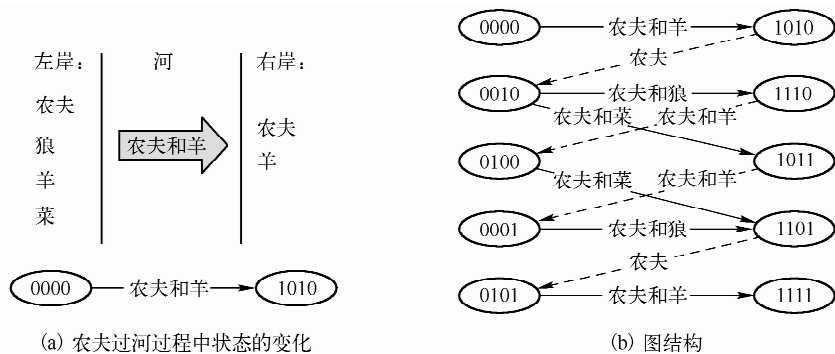 左岸：
河
右岸：
农夫
狼
羊
菜
农夫和羊
农夫
羊
0000
农夫和羊
1010
(a) 农夫过河过程中状态的变化
0000
农夫和羊
1010
农夫
0010
农夫和狼
1110
农夫和菜
农夫和羊
0100
1011
农夫和菜
农夫和羊
0001
农夫和狼
1101
农夫
0101
农夫和羊
1111
(b) 图结构